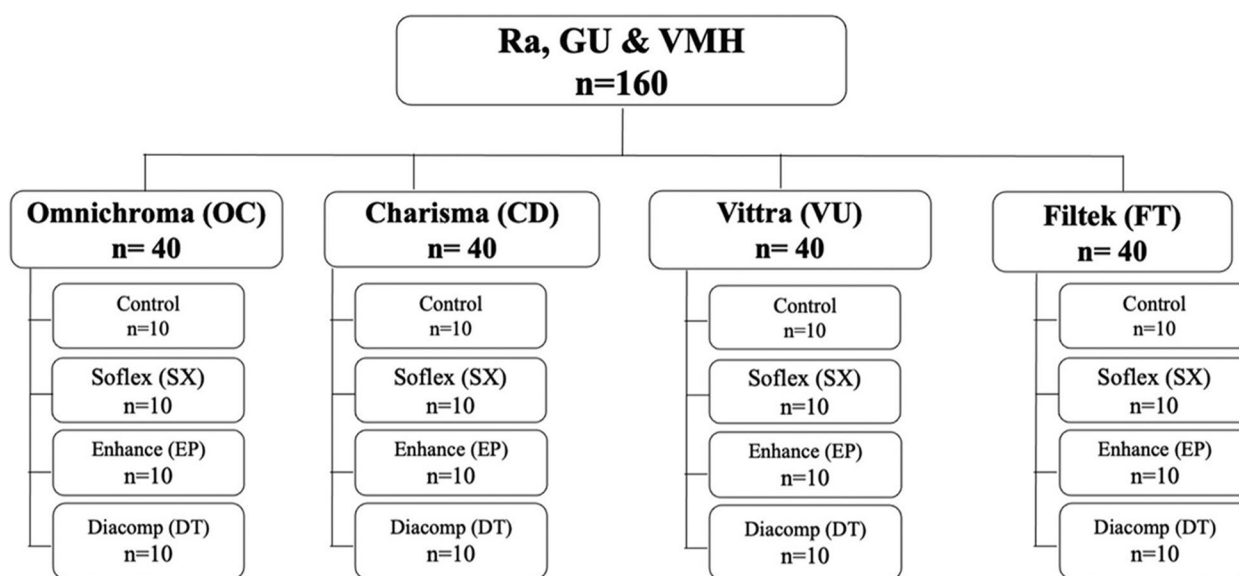 Ra, GU & VMH
n=160
Omnichroma (OC)
n= 40
Control
n=10
Soflex (SX)
n=10
Enhance (EP)
n=10
Diacomp (DT)
n=10
Charisma (CD)
n= 40
Control
n=10
Soflex (SX)
n=10
Enhance (EP)
n=10
Diacomp (DT)
n=10
Vittra (VU)
n= 40
Control
n=10
Soflex (SX)
n=10
Enhance (EP)
n=10
Diacomp (DT)
n=10
Filtek (FT)
n= 40
Control
n=10
Soflex (SX)
n=10
Enhance (EP)
n=10
Diacomp (DT)
n=10